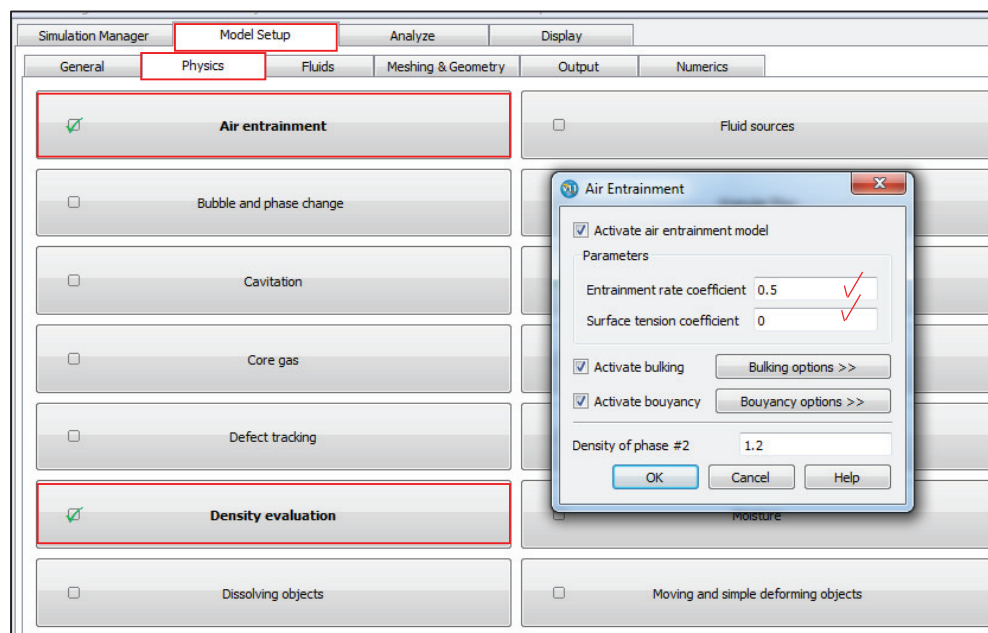 Simulation Manager Model Setup Analyze Display
General Physics Fluids Meshing & Geometry Output Numerics
Air entrainment Fluid sources
Bubble and phase change
Cavitation
Core gas
Defect tracking
Density evaluation Moisture
Dissolving objects Moving and simple deforming objects
Air Entrainment
Activate air entrainment model
Parameters
Entrainment rate coefficient 0.5
Surface tension coefficient 0
Activate bulking Bulking options >>
Activate bouyancy Bouyancy options >>
Density of phase #2 1.2
OK Cancel Help